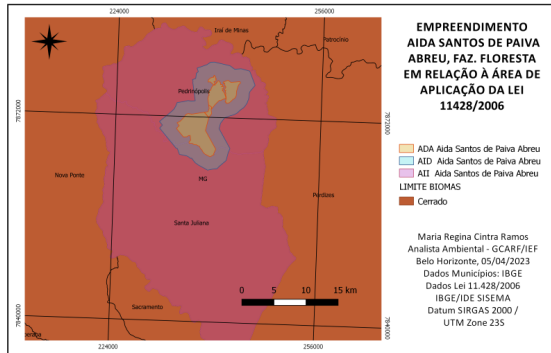 224000
256000
Iraí de Minas
Patrocínio
Pedrinópolis
7872000
7872000
Nova Ponte
MG
Perdizes
Santa Juliana
0 5 10 15 km
Sacramento
7840000
7840000
224000
256000
EMPREENDIMENTO
AIDA SANTOS DE PAIVA
ABREU, FAZ. FLORESTA
EM RELAÇÃO À ÁREA DE
APLICAÇÃO DA LEI
11428/2006
ADA Aida Santos de Paiva Abreu
AID Aida Santos de Paiva Abreu
AII Aida Santos de Paiva Abreu
LIMITE BIOMAS
Cerrado
Maria Regina Cintra Ramos
Analista Ambiental - GCARF/IEF
Belo Horizonte, 05/04/2023
Dados Municípios: IBGE
Dados Lei 11.428/2006
IBGE/IDE SISEMA
Datum SIRGAS 2000 /
UTM Zone 23S